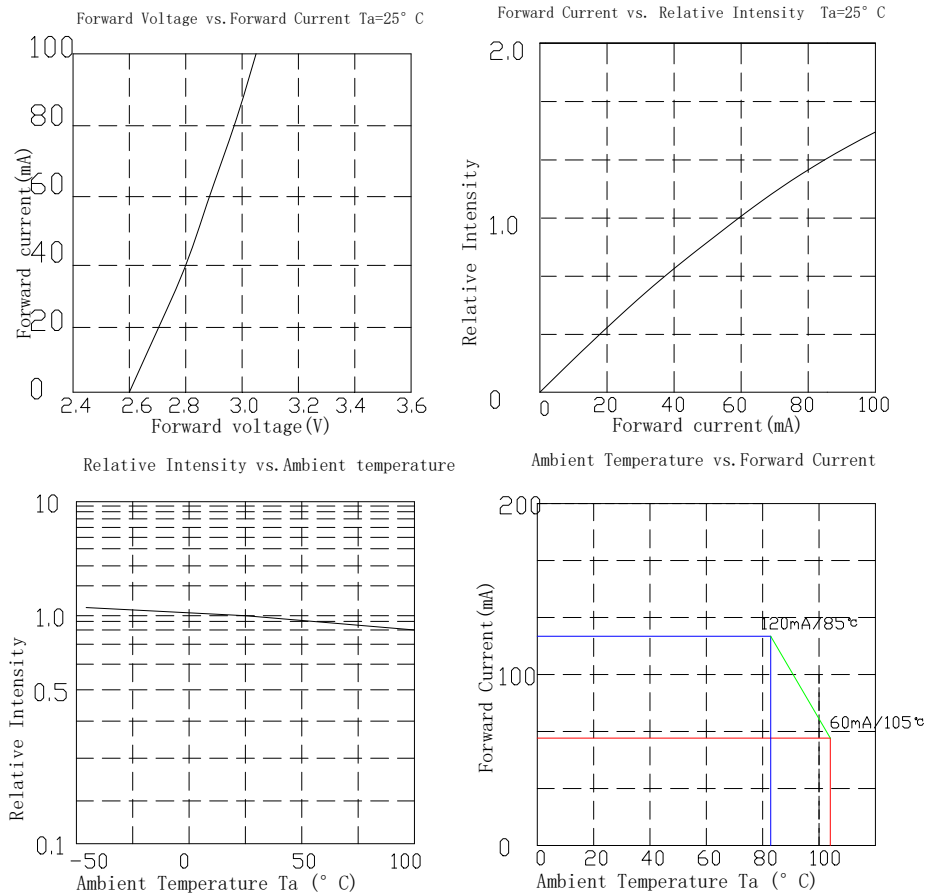 Forward Voltage vs.Forward Current Ta=25° C
100
80
60
40
20
0
Forward current(mA)
2.4 2.6 2.8 3.0 3.2 3.4 3.6
Forward voltage(V)
Forward Current vs. Relative Intensity Ta=25° C
2.0
1.0
0
Relative Intensity
0 20 40 60 80 100
Forward current(mA)
Relative Intensity vs.Ambient temperature
10
1.0
0.5
0.1
Relative Intensity
-50 0 50 100
Ambient Temperature Ta (° C)
Ambient Temperature vs.Forward Current
200
100
0
Forward Current(mA)
120mA/85℃
60mA/105℃
0 20 40 60 80 100
Ambient Temperature Ta (° C)